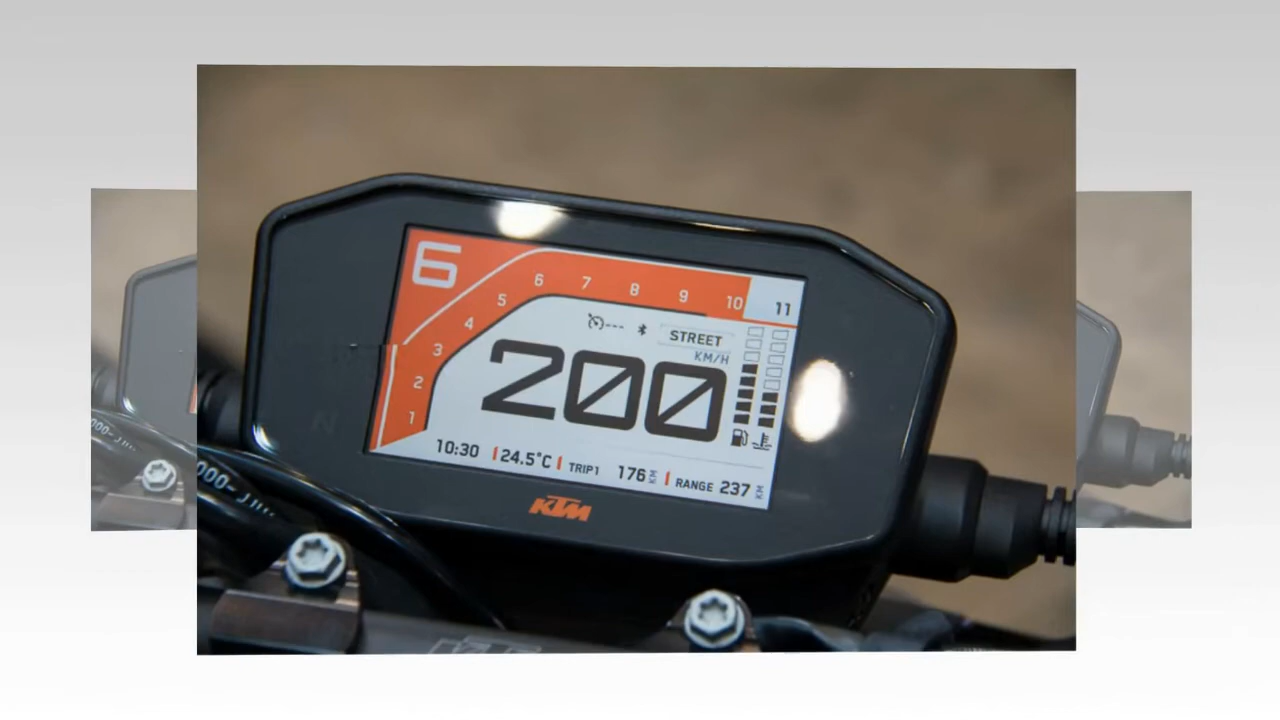 6
1 2 3 4 5 6 7 8 9 10 11
--- STREET
KM/H
200
10:30 24.5°C TRIP1 176 KM RANGE 237 KM
KTM